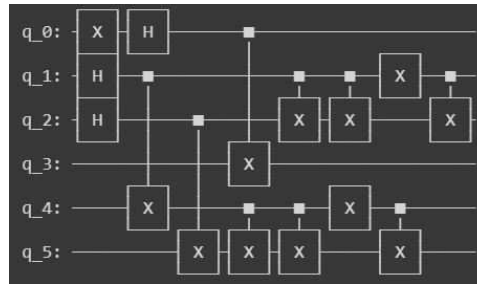 q_0: X H
q_1: H X
q_2: H X X X
q_3: X
q_4: X X
q_5: X X X X